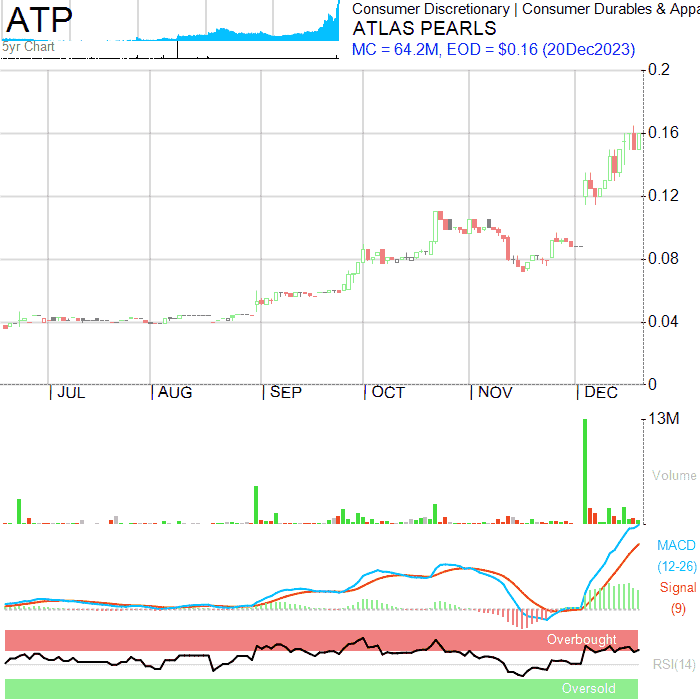 ATP
5yr Chart
Consumer Discretionary | Consumer Durables & Appa
ATLAS PEARLS
MC = 64.2M, EOD = $0.16 (20Dec2023)
0.2
0.16
0.12
0.08
0.04
0
JUL
AUG
SEP
OCT
NOV
DEC
13M
Volume
MACD
(12-26)
Signal
(9)
Overbought
RSI(14)
Oversold